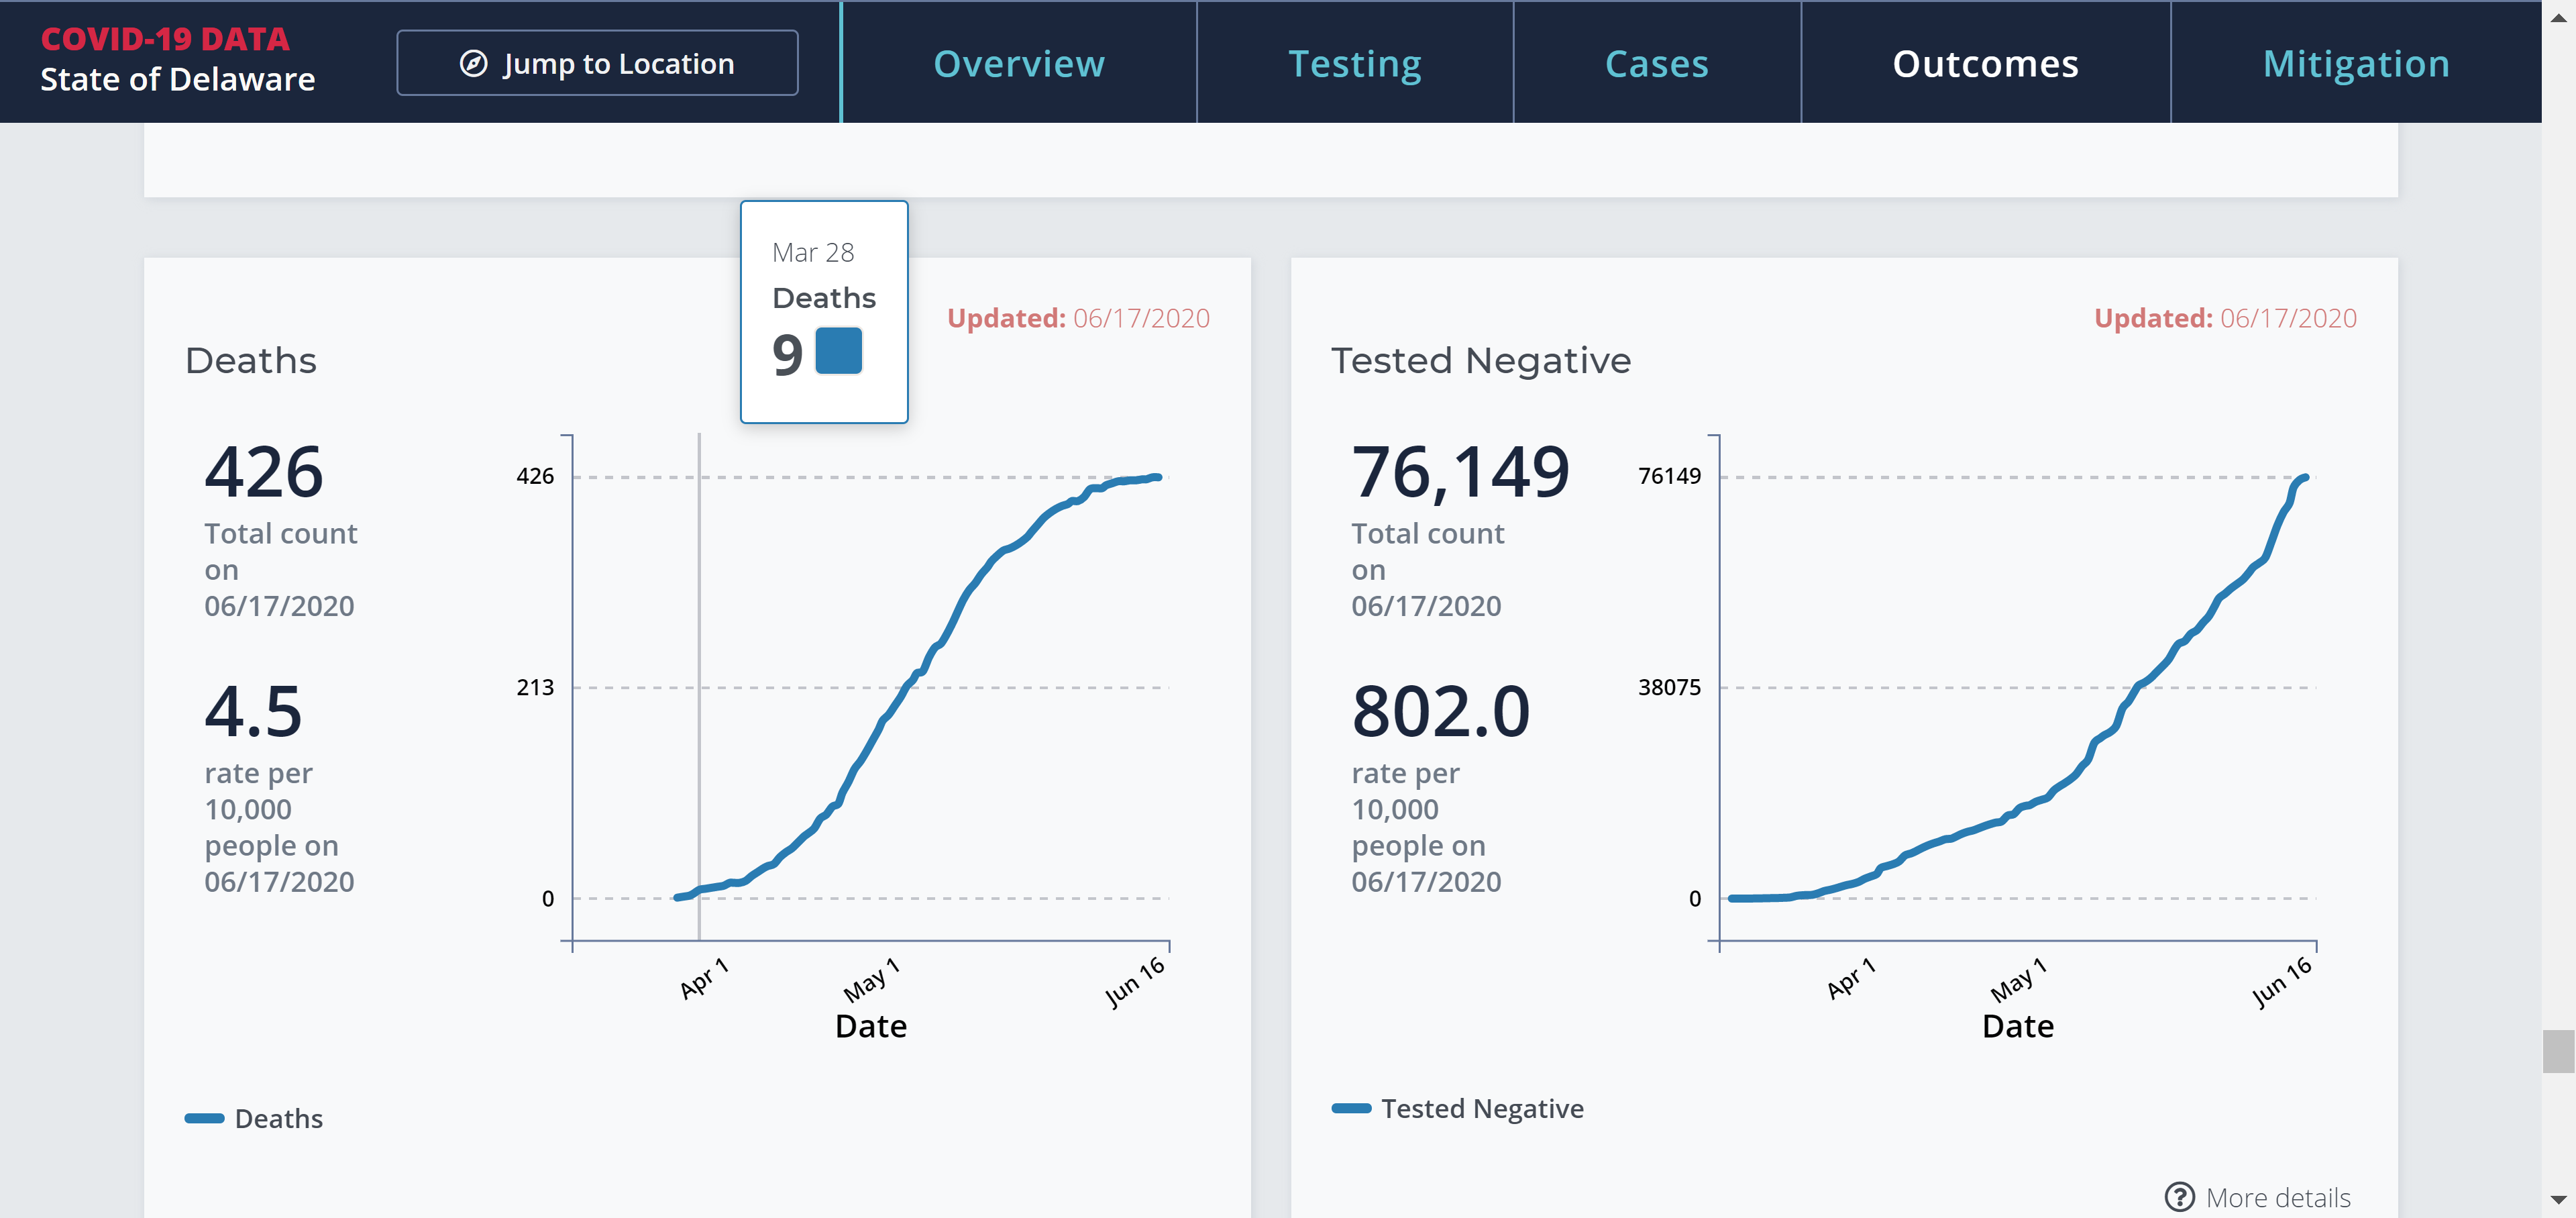 COVID-19 DATA
State of Delaware
Jump to Location
Overview
Testing
Cases
Outcomes
Mitigation
Mar 28
Deaths
9
Updated: 06/17/2020
Deaths
426
Total count
on
06/17/2020
4.5
rate per
10,000
people on
06/17/2020
426
213
0
Apr 1
May 1
Jun 16
Date
Deaths
Updated: 06/17/2020
Tested Negative
76,149
Total count
on
06/17/2020
802.0
rate per
10,000
people on
06/17/2020
76149
38075
0
Apr 1
May 1
Jun 16
Date
Tested Negative
More details